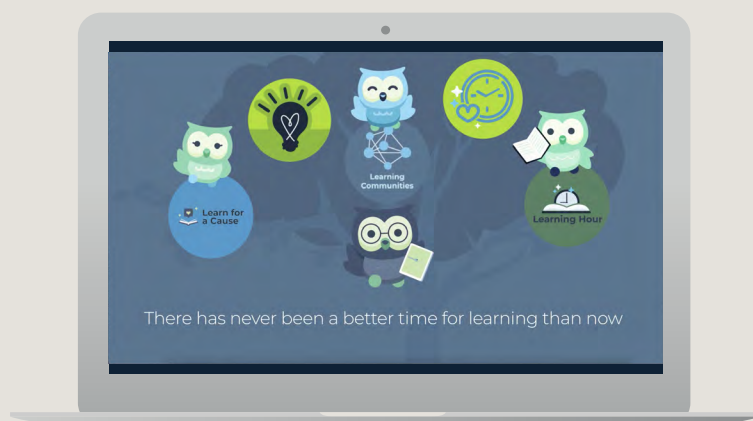 Learning
Communities
Learn for
a Cause
Learning Hour
There has never been a better time for learning than now